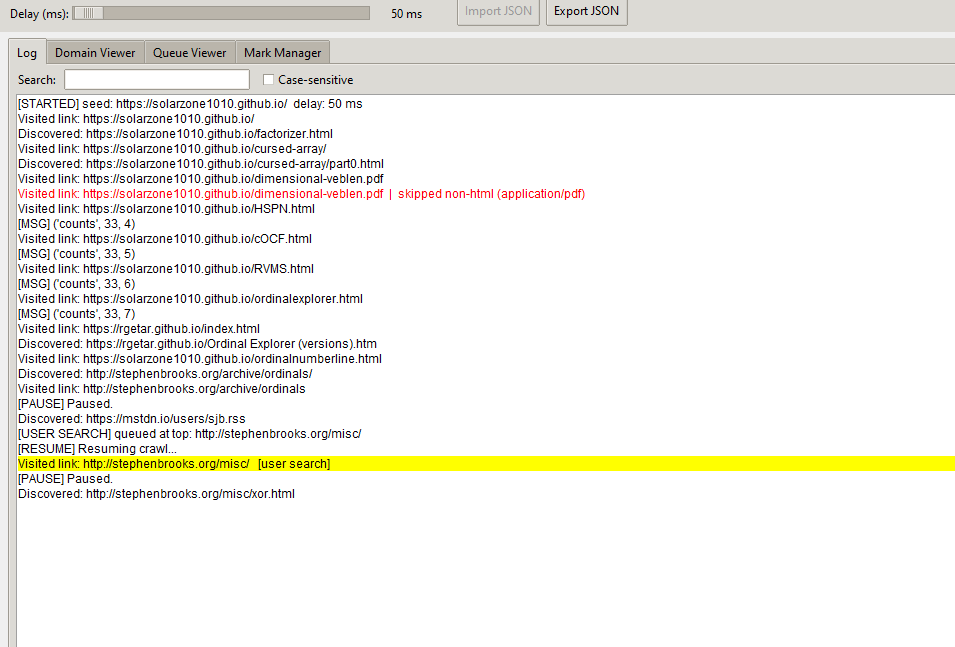 Delay (ms): 50 ms Import JSON Export JSON
Log Domain Viewer Queue Viewer Mark Manager
Search: Case-sensitive
[STARTED] seed: https://solarzone1010.github.io/ delay: 50 ms
Visited link: https://solarzone1010.github.io/
Discovered: https://solarzone1010.github.io/factorizer.html
Visited link: https://solarzone1010.github.io/cursed-array/
Discovered: https://solarzone1010.github.io/cursed-array/part0.html
Visited link: https://solarzone1010.github.io/dimensional-veblen.pdf
Visited link: https://solarzone1010.github.io/dimensional-veblen.pdf | skipped non-html (application/pdf)
Visited link: https://solarzone1010.github.io/HSPN.html
[MSG] ('counts', 33, 4)
Visited link: https://solarzone1010.github.io/cOCF.html
[MSG] ('counts', 33, 5)
Visited link: https://solarzone1010.github.io/RVMS.html
[MSG] ('counts', 33, 6)
Visited link: https://solarzone1010.github.io/ordinalexplorer.html
[MSG] ('counts', 33, 7)
Visited link: https://rgetar.github.io/index.html
Discovered: https://rgetar.github.io/Ordinal Explorer (versions).htm
Visited link: https://solarzone1010.github.io/ordinalnumberline.html
Discovered: http://stephenbrooks.org/archive/ordinals/
Visited link: http://stephenbrooks.org/archive/ordinals
[PAUSE] Paused.
Discovered: https://mstdn.io/users/sjb.rss
[USER SEARCH] queued at top: http://stephenbrooks.org/misc/
[RESUME] Resuming crawl...
Visited link: http://stephenbrooks.org/misc/ [user search]
[PAUSE] Paused.
Discovered: http://stephenbrooks.org/misc/xor.html